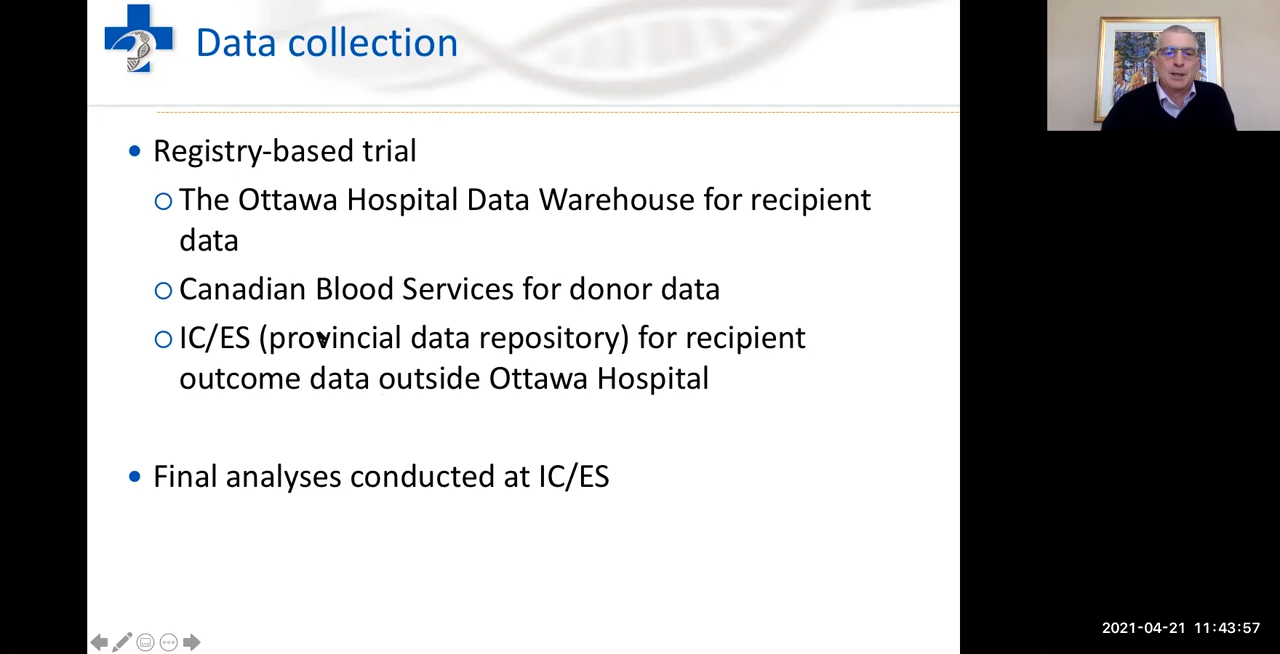 Data collection
• Registry-based trial
○ The Ottawa Hospital Data Warehouse for recipient
data
○ Canadian Blood Services for donor data
○ IC/ES (provincial data repository) for recipient
outcome data outside Ottawa Hospital
• Final analyses conducted at IC/ES
2021-04-21 11:43:57